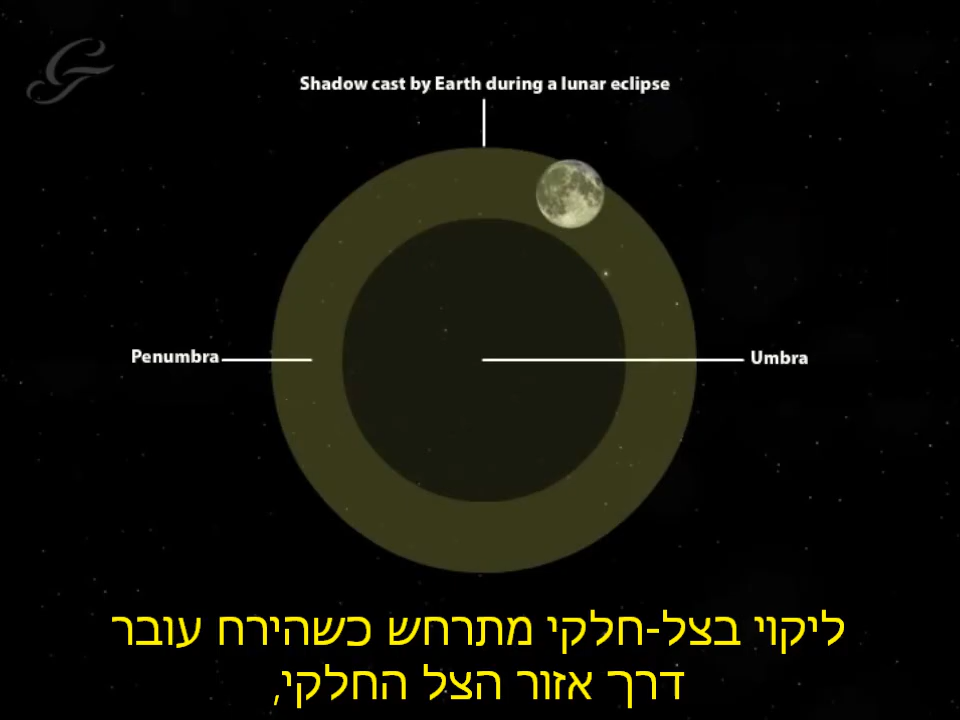 Shadow cast by Earth during a lunar eclipse
Penumbra
Umbra
ליקוי בצל-חלקי מתרחש כשהירח עובר
דרך אזור הצל החלקי,